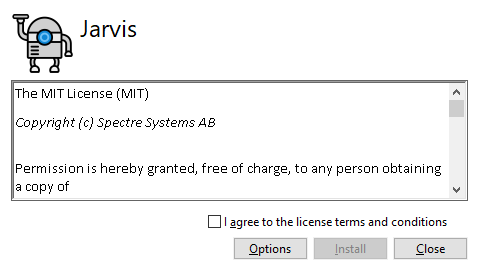 Jarvis
The MIT License (MIT)
Copyright (c) Spectre Systems AB
Permission is hereby granted, free of charge, to any person obtaining
a copy of
I agree to the license terms and conditions
Options
Install
Close